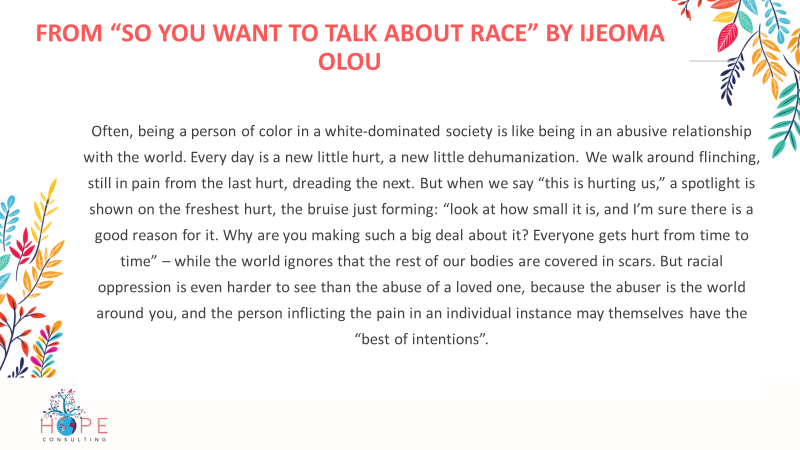 FROM “SO YOU WANT TO TALK ABOUT RACE” BY IJEOMA
OLOU
Often, being a person of color in a white-dominated society is like being in an abusive relationship
with the world. Every day is a new little hurt, a new little dehumanization. We walk around flinching,
still in pain from the last hurt, dreading the next. But when we say “this is hurting us,” a spotlight is
shown on the freshest hurt, the bruise just forming: “look at how small it is, and I’m sure there is a
good reason for it. Why are you making such a big deal about it? Everyone gets hurt from time to
time” – while the world ignores that the rest of our bodies are covered in scars. But racial
oppression is even harder to see than the abuse of a loved one, because the abuser is the world
around you, and the person inflicting the pain in an individual instance may themselves have the
“best of intentions”.
HOPE
CONSULTING